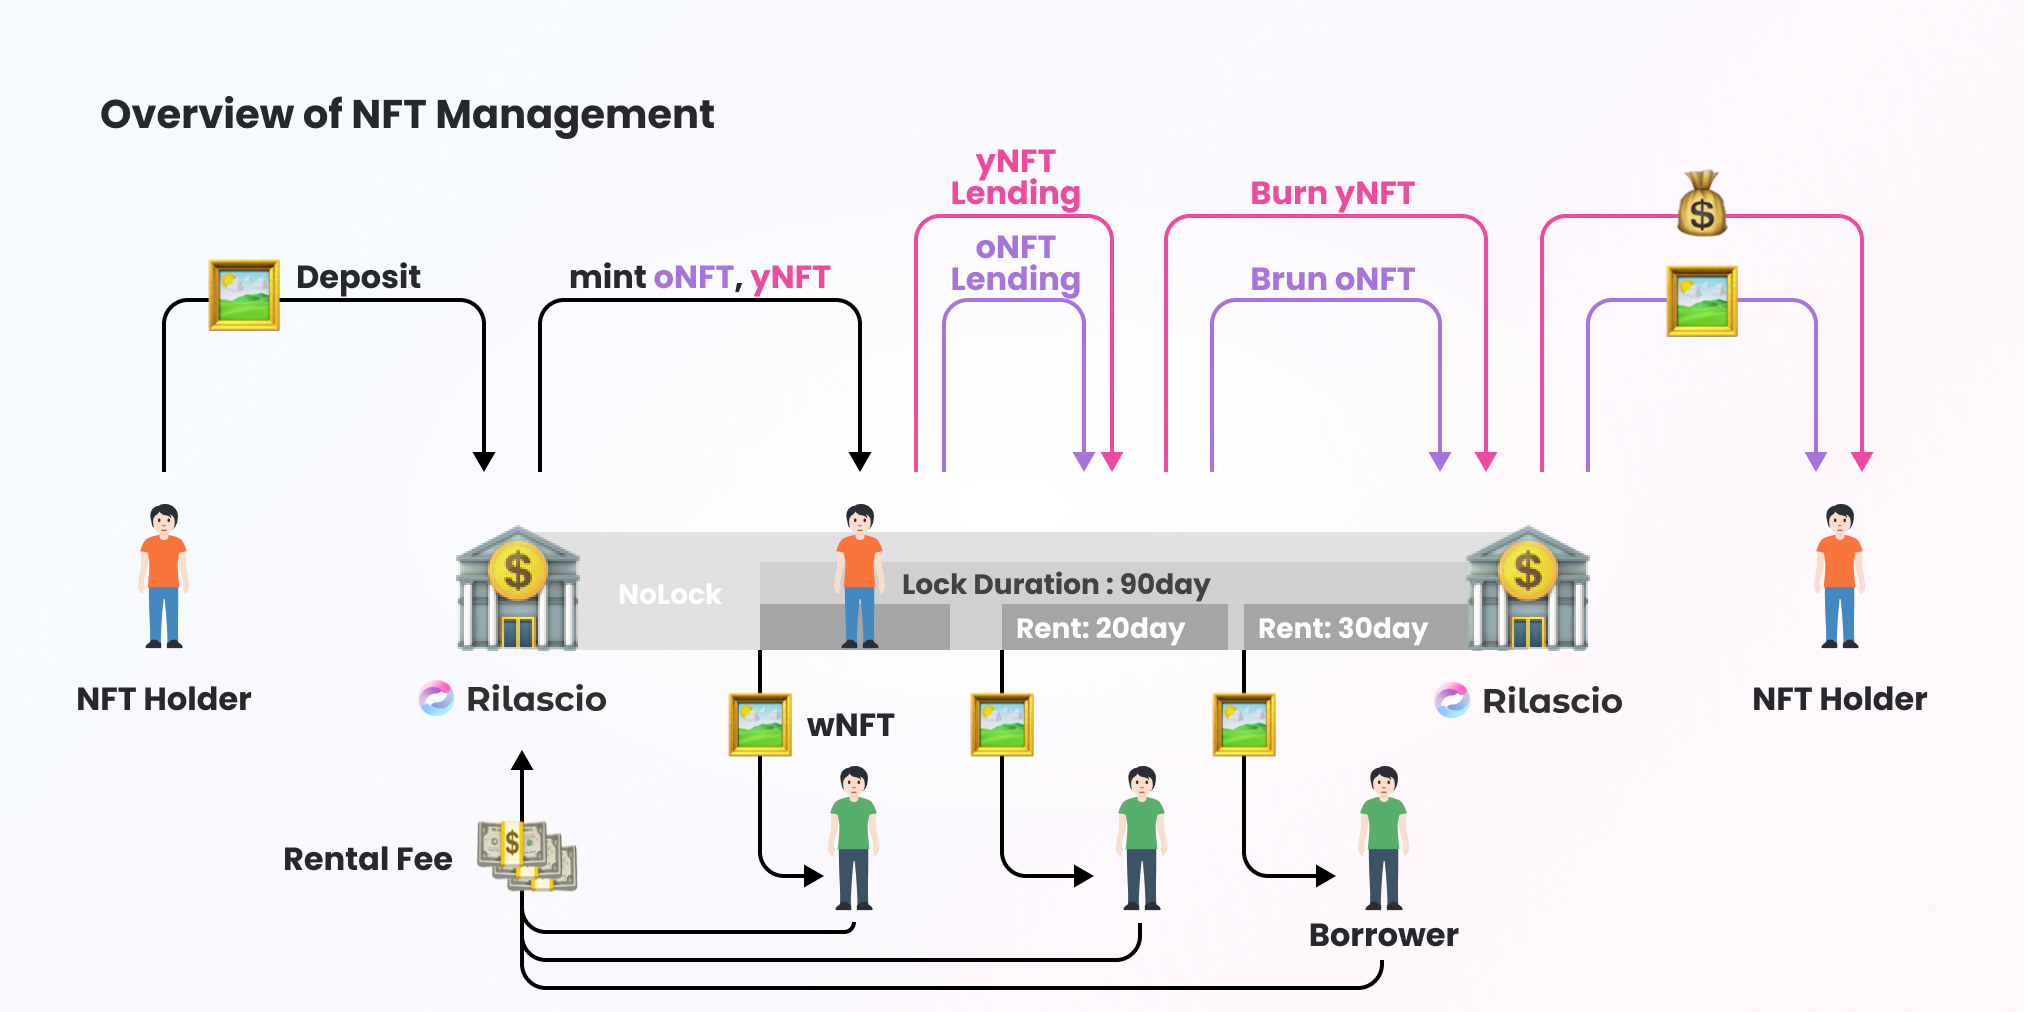 Overview of NFT Management
yNFT
Lending
Burn yNFT
$
oNFT
Lending
Deposit
mint oNFT, yNFT
Brun oNFT
$
$
NoLock
Lock Duration : 90day
Rent: 20day
Rent: 30day
NFT Holder
Rilascio
wNFT
Rilascio
NFT Holder
Rental Fee
$
Borrower